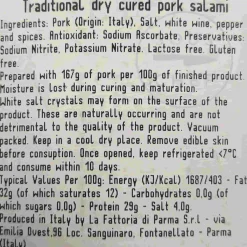 Traditional dry cured pork salami
Ingredients: Pork (Origin: Italy), Salt, white wine, pepper
and spices. Antioxidant: Sodium Ascorbate. Preservatives:
Sodium Nitrite, Potassium Nitrate. Lactose free. Gluten
free.
Prepared with 167g of pork per 100g of finished product.
Moisture is lost during curing and maturation.
White salt crystals may form on the surface of the
product. These are naturally occurring and are not
detrimental to the quality of the product. Vacuum
packed. Keep in a cool dry place. Remove edible skin
before consuption. Once opened, keep refrigerated <7°C
and consume within 10 days.
Typical Values Per 100g: Energy (KJ/Kcal) 1687/403 - Fat
32g (of which saturates 12) - Carbohydrates 0,0g (of
which sugars 0,0g) - Protein 29g - Salt 4.0g.
Produced in Italy by La Fattoria di Parma S.r.l - via
Emilia Ovest,96 Loc. Sanguinaro, Fontanellato - Parma
(Italy)